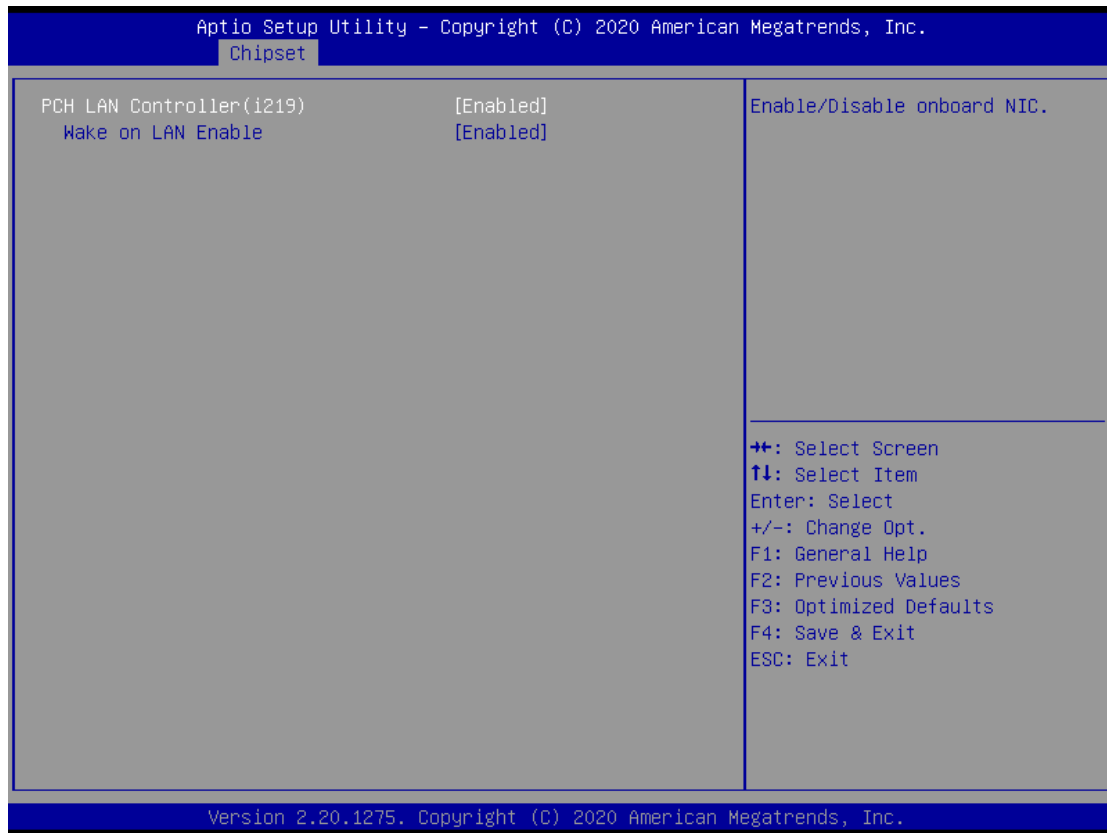 Aptio Setup Utility – Copyright (C) 2020 American Megatrends, Inc.
Chipset
PCH LAN Controller(i219) [Enabled]
Wake on LAN Enable [Enabled]
Enable/Disable onboard NIC.
→←: Select Screen
↑↓: Select Item
Enter: Select
+/-: Change Opt.
F1: General Help
F2: Previous Values
F3: Optimized Defaults
F4: Save & Exit
ESC: Exit
Version 2.20.1275. Copyright (C) 2020 American Megatrends, Inc.